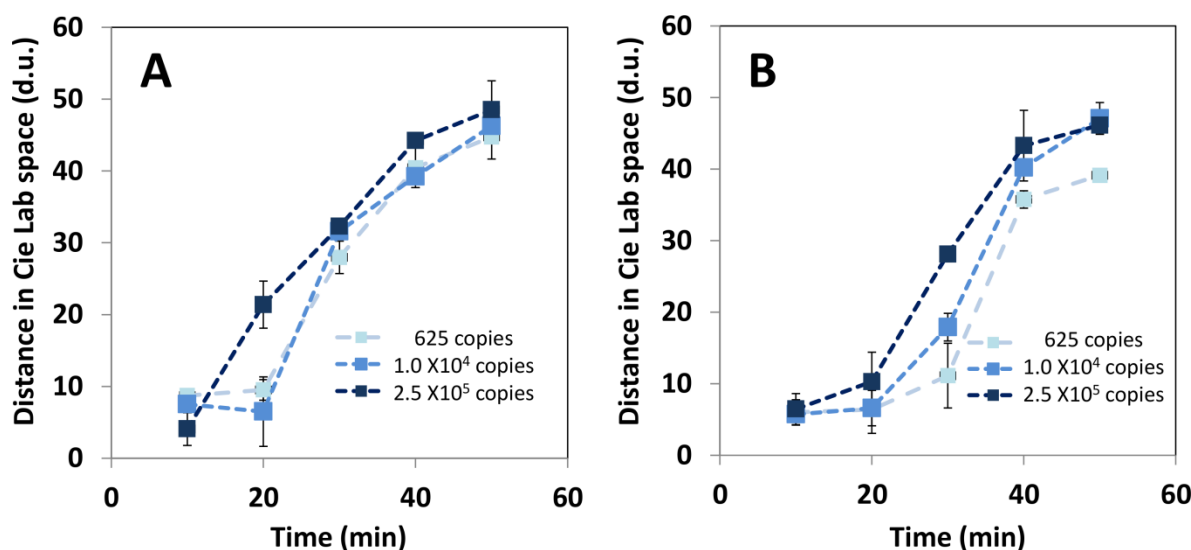 A
Distance in Cie Lab space (d.u.)
60
50
40
30
20
10
0
625 copies
1.0 X10⁴ copies
2.5 X10⁵ copies
0 20 40 60
Time (min)
B
Distance in Cie Lab space (d.u.)
60
50
40
30
20
10
0
625 copies
1.0 X10⁴ copies
2.5 X10⁵ copies
0 20 40 60
Time (min)